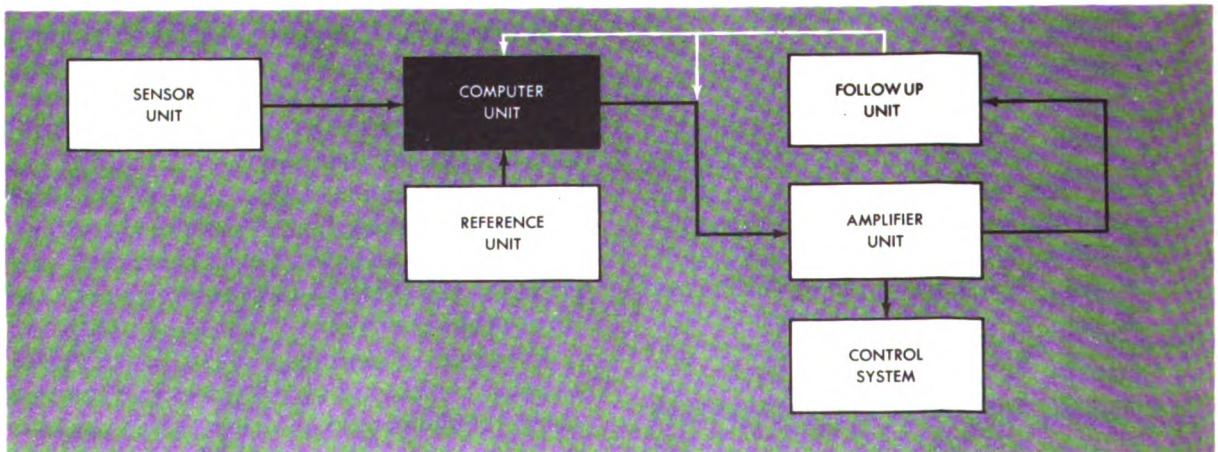 SENSOR
UNIT
COMPUTER
UNIT
FOLLOW UP
UNIT
REFERENCE
UNIT
AMPLIFIER
UNIT
CONTROL
SYSTEM